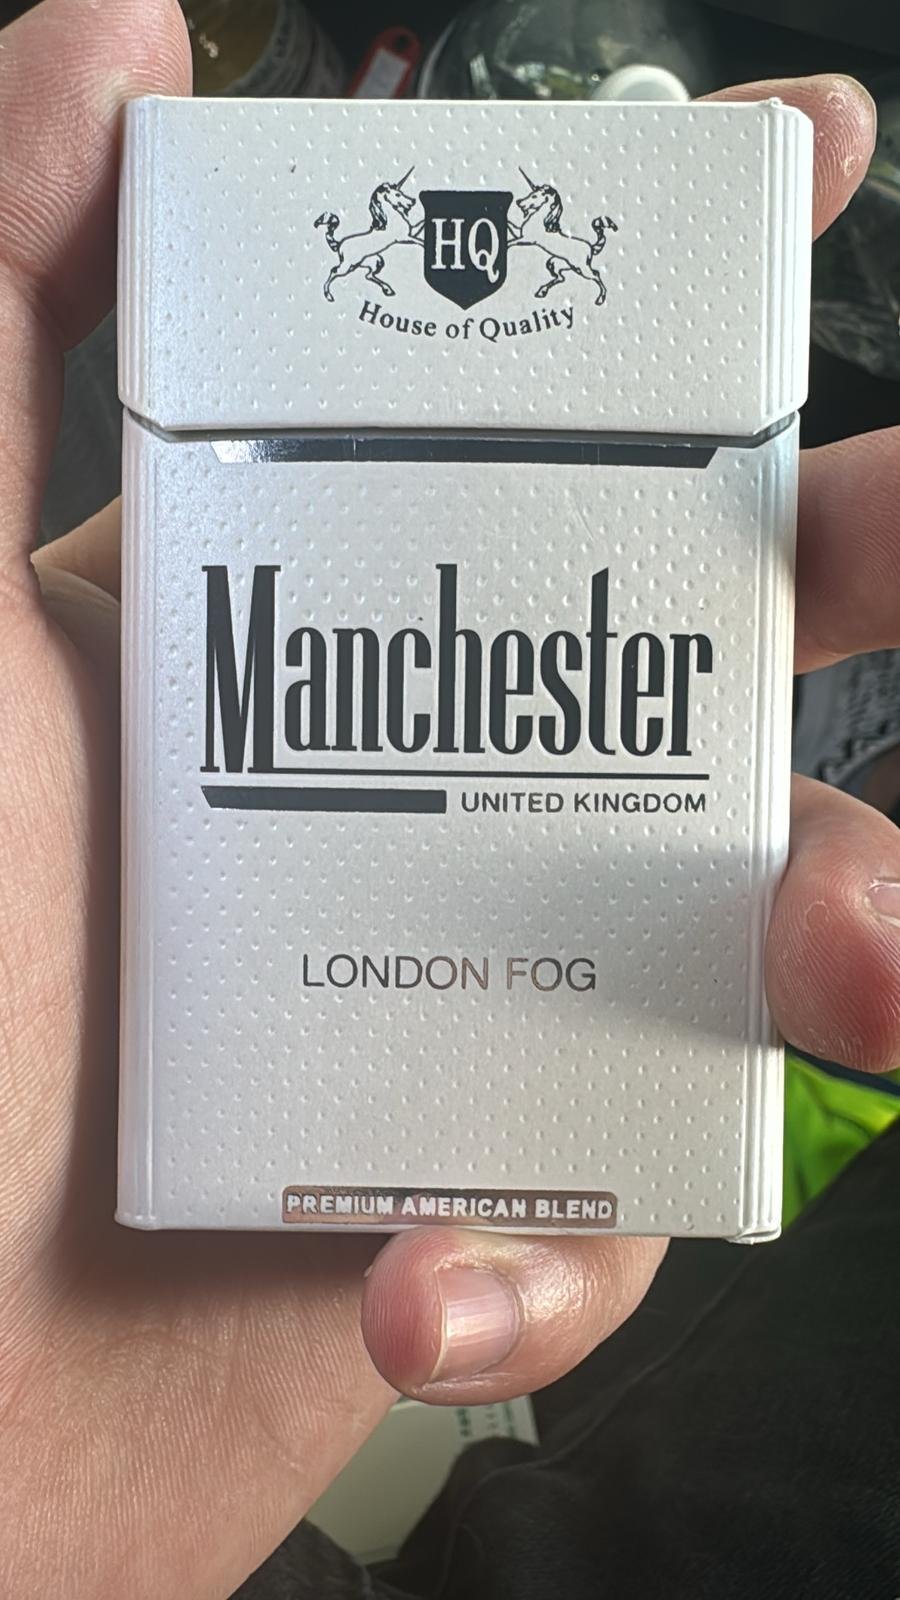 HQ
House of Quality
Manchester
UNITED KINGDOM
LONDON FOG
PREMIUM AMERICAN BLEND